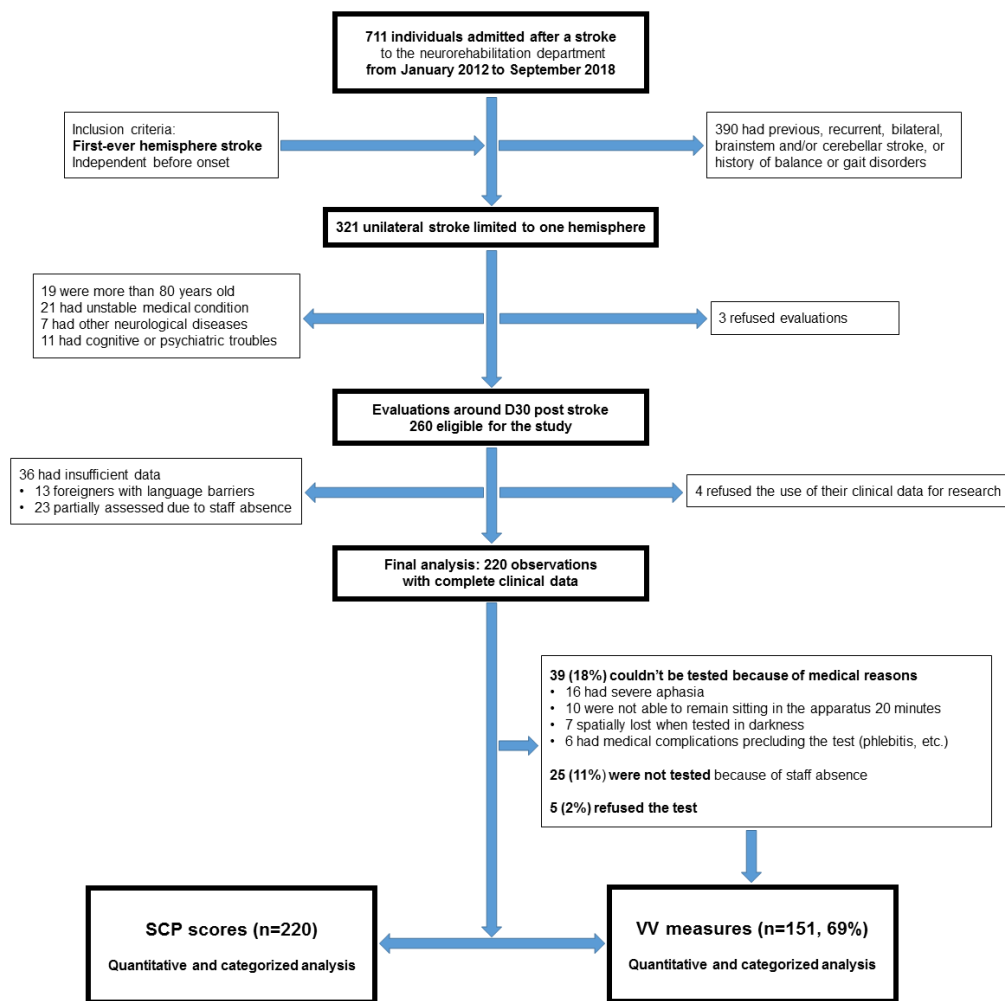 711 individuals admitted after a stroke
to the neurorehabilitation department
from January 2012 to September 2018
Inclusion criteria:
First-ever hemisphere stroke
Independent before onset
390 had previous, recurrent, bilateral,
brainstem and/or cerebellar stroke, or
history of balance or gait disorders
321 unilateral stroke limited to one hemisphere
19 were more than 80 years old
21 had unstable medical condition
7 had other neurological diseases
11 had cognitive or psychiatric troubles
3 refused evaluations
Evaluations around D30 post stroke
260 eligible for the study
36 had insufficient data
• 13 foreigners with language barriers
• 23 partially assessed due to staff absence
4 refused the use of their clinical data for research
Final analysis: 220 observations
with complete clinical data
39 (18%) couldn't be tested because of medical reasons
• 16 had severe aphasia
• 10 were not able to remain sitting in the apparatus 20 minutes
• 7 spatially lost when tested in darkness
• 6 had medical complications precluding the test (phlebitis, etc.)
25 (11%) were not tested because of staff absence
5 (2%) refused the test
SCP scores (n=220)
Quantitative and categorized analysis
VV measures (n=151, 69%)
Quantitative and categorized analysis